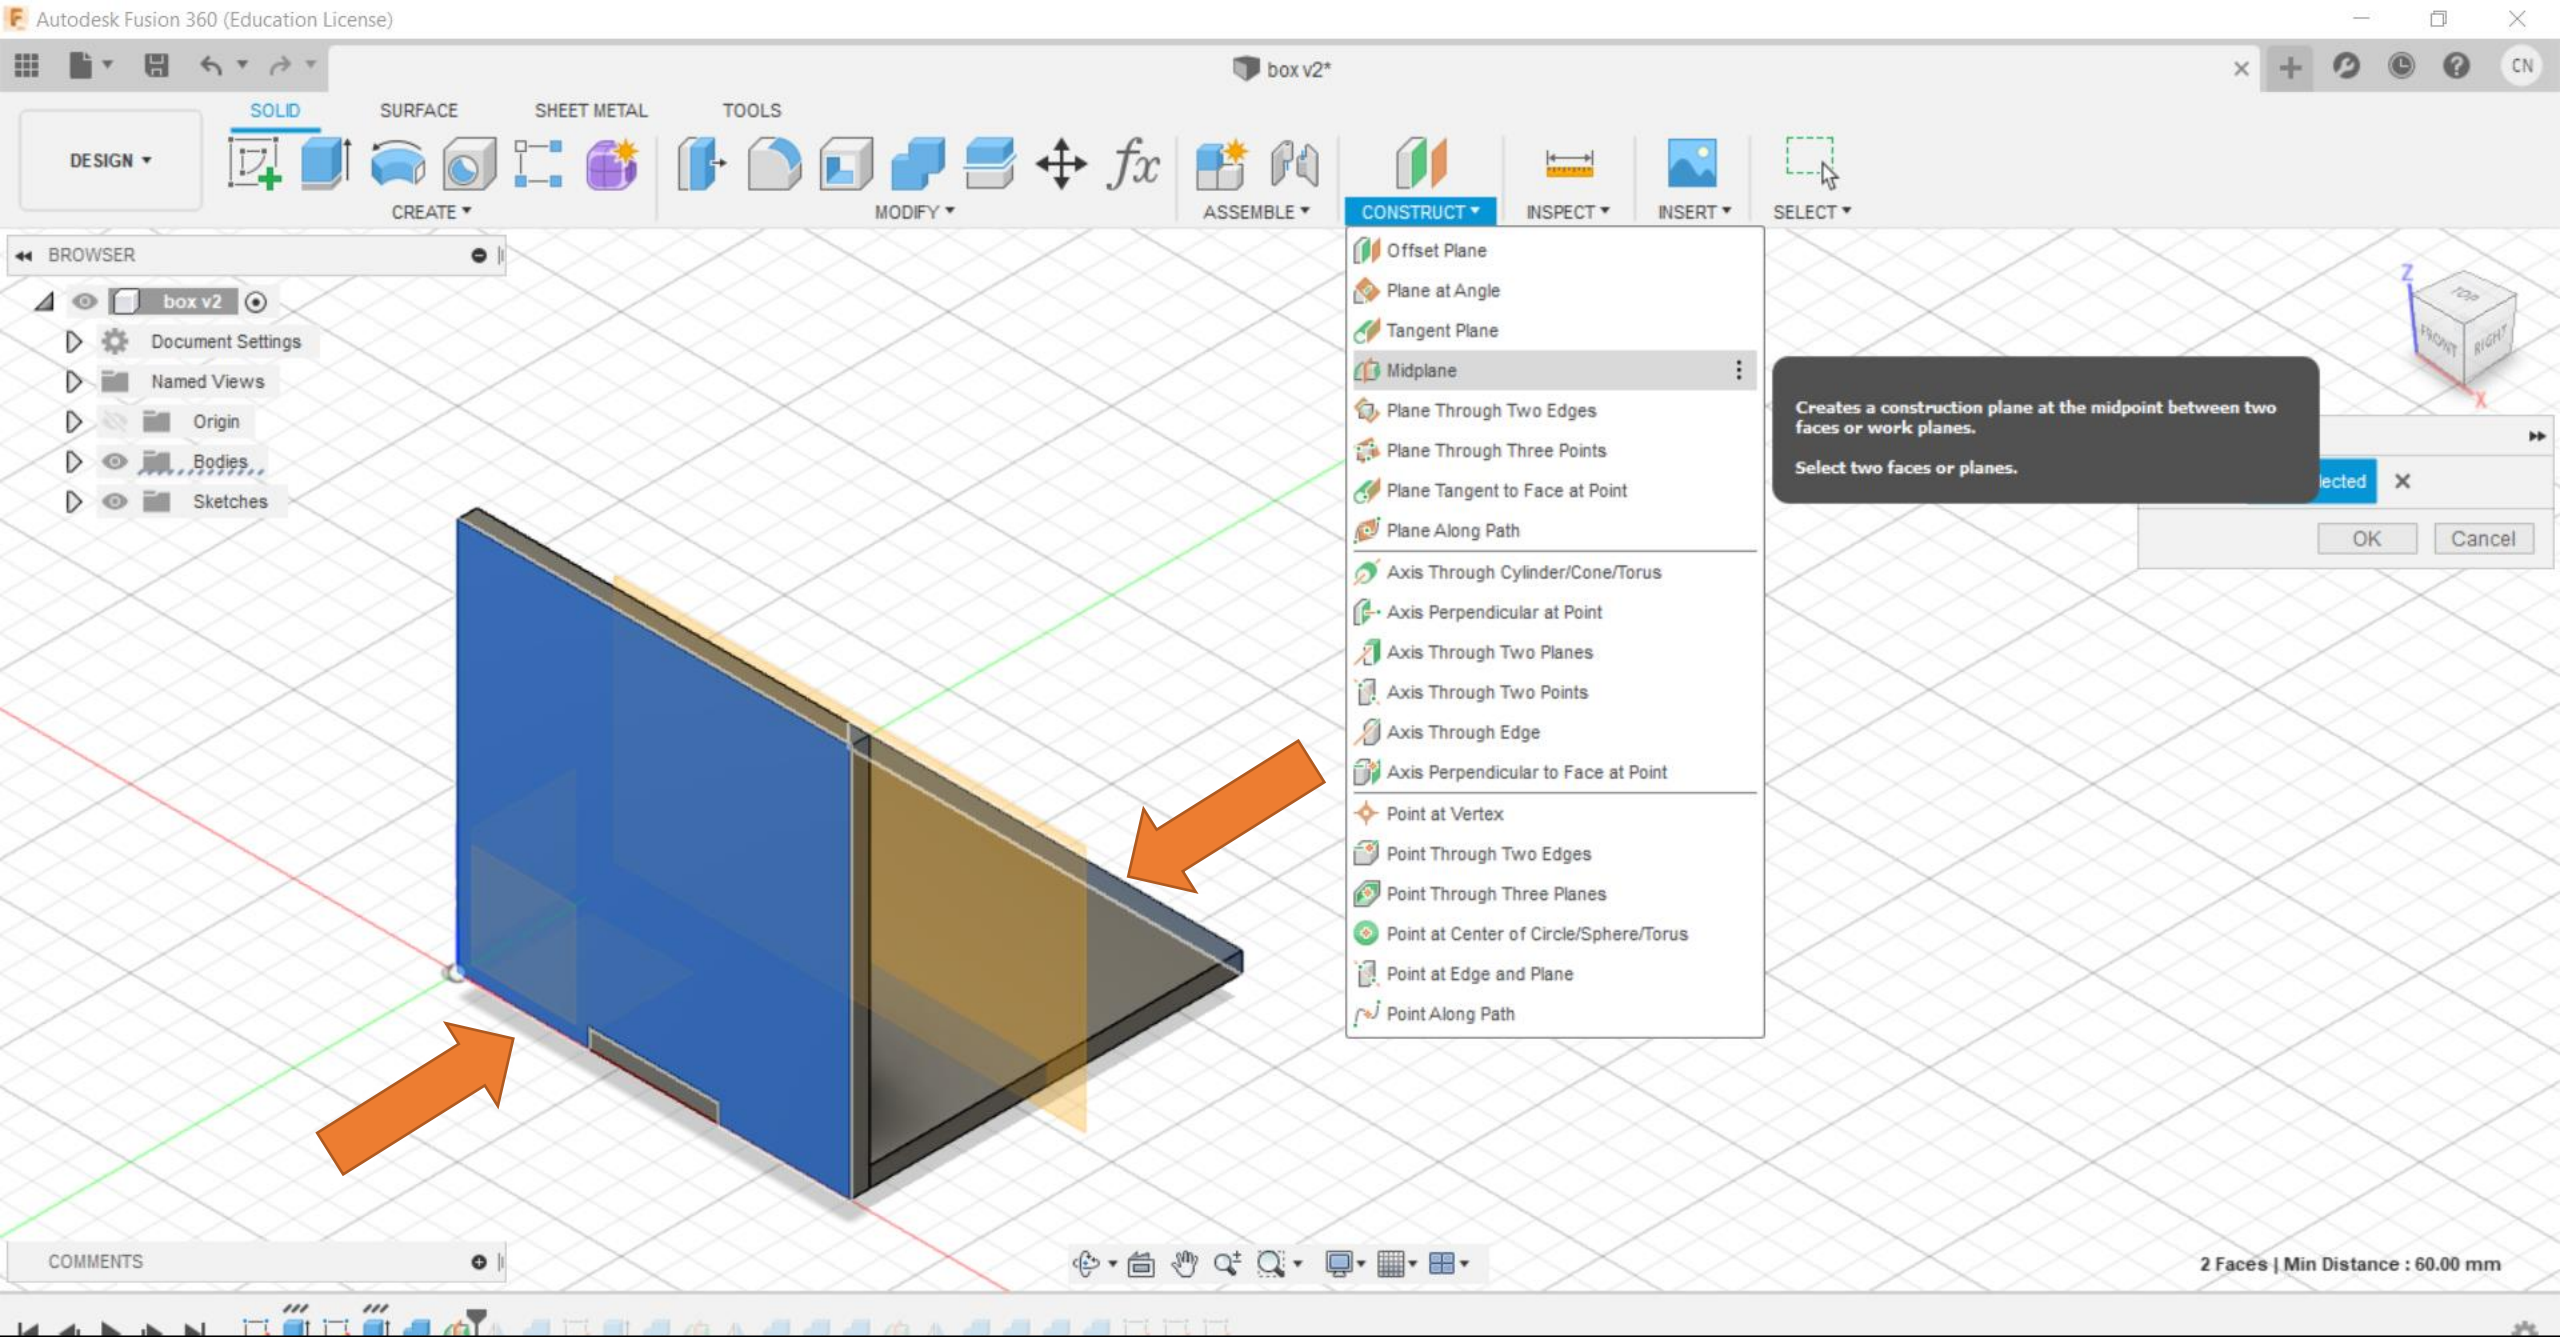 Autodesk Fusion 360 (Education License)
box v2*
CN
SOLID SURFACE SHEET METAL TOOLS
DESIGN
fx
CREATE MODIFY ASSEMBLE CONSTRUCT INSPECT INSERT SELECT
BROWSER
box v2
Document Settings
Named Views
Origin
Bodies
Sketches
Offset Plane
Plane at Angle
Tangent Plane
Midplane
Plane Through Two Edges
Plane Through Three Points
Plane Tangent to Face at Point
Plane Along Path
Axis Through Cylinder/Cone/Torus
Axis Perpendicular at Point
Axis Through Two Planes
Axis Through Two Points
Axis Through Edge
Axis Perpendicular to Face at Point
Point at Vertex
Point Through Two Edges
Point Through Three Planes
Point at Center of Circle/Sphere/Torus
Point at Edge and Plane
Point Along Path
Creates a construction plane at the midpoint between two
faces or work planes.
Select two faces or planes.
Z
TOP
FRONT RIGHT
X
lected
OK Cancel
COMMENTS
2 Faces | Min Distance : 60.00 mm